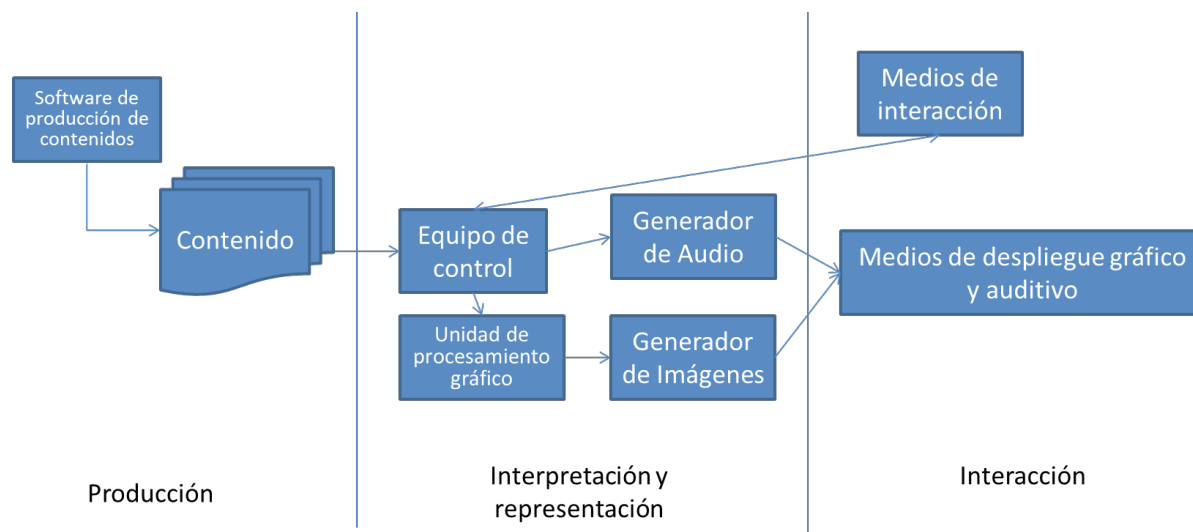 Software de
producción de
contenidos
Contenido
Producción
Equipo de
control
Generador
de Audio
Unidad de
procesamiento
gráfico
Generador
de Imágenes
Interpretación y
representación
Medios de
interacción
Medios de despliegue gráfico
y auditivo
Interacción